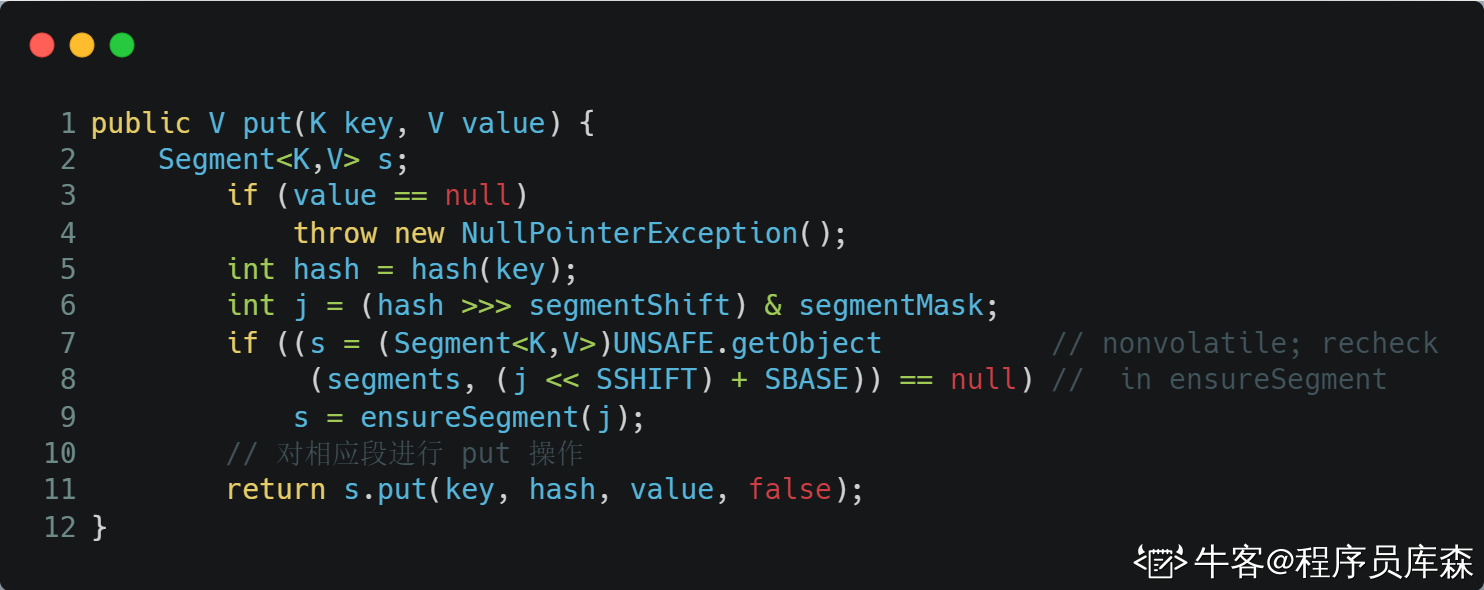 1 public V put(K key, V value) {
2     Segment<K,V> s;
3         if (value == null)
4             throw new NullPointerException();
5         int hash = hash(key);
6         int j = (hash >>> segmentShift) & segmentMask;
7         if ((s = (Segment<K,V>)UNSAFE.getObject          // nonvolatile; recheck
8              (segments, (j << SSHIFT) + SBASE)) == null) //  in ensureSegment
9             s = ensureSegment(j);
10         // 对相应段进行 put 操作
11         return s.put(key, hash, value, false);
12 }
牛客@程序员库森